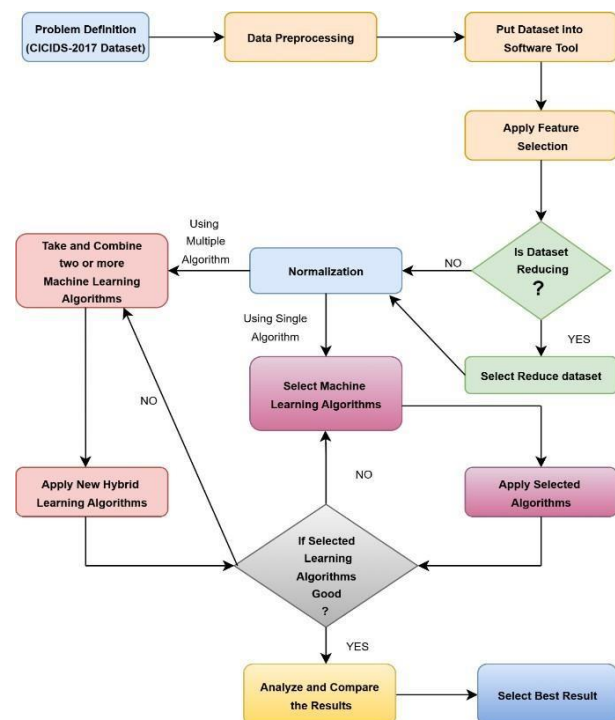 Problem Definition
(CICIDS-2017 Dataset)
Data Preprocessing
Put Dataset into
Software Tool
Apply Feature
Selection
Is Dataset
Reducing
?
NO
YES
Select Reduce dataset
Normalization
Using
Multiple
Algorithm
Take and Combine
two or more
Machine Learning
Algorithms
Using Single
Algorithm
Select Machine
Learning Algorithms
NO
NO
Apply New Hybrid
Learning Algorithms
Apply Selected
Algorithms
If Selected
Learning
Algorithms
Good
?
YES
Analyze and Compare
the Results
Select Best Result